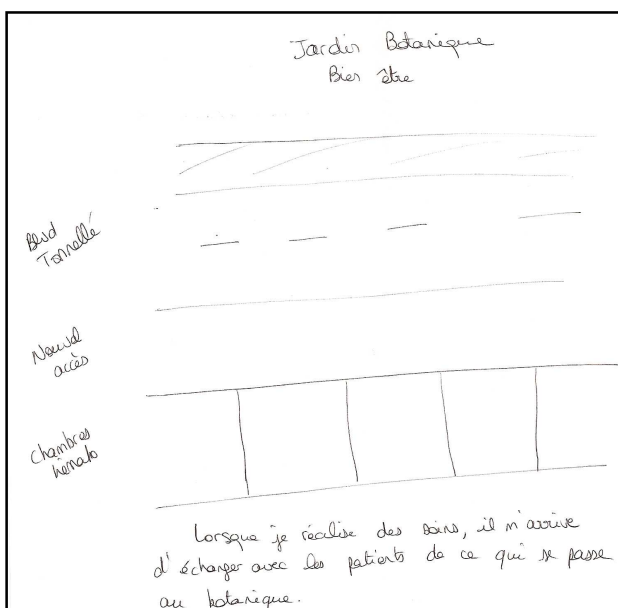 Jardin Botanique
Bien être
Blvd
Tonnellé
Nouvel
accès
Chambres
hémato
Lorsque je réalise des soins, il m'arrive
d'échanger avec les patients de ce qui se passe
au botanique.